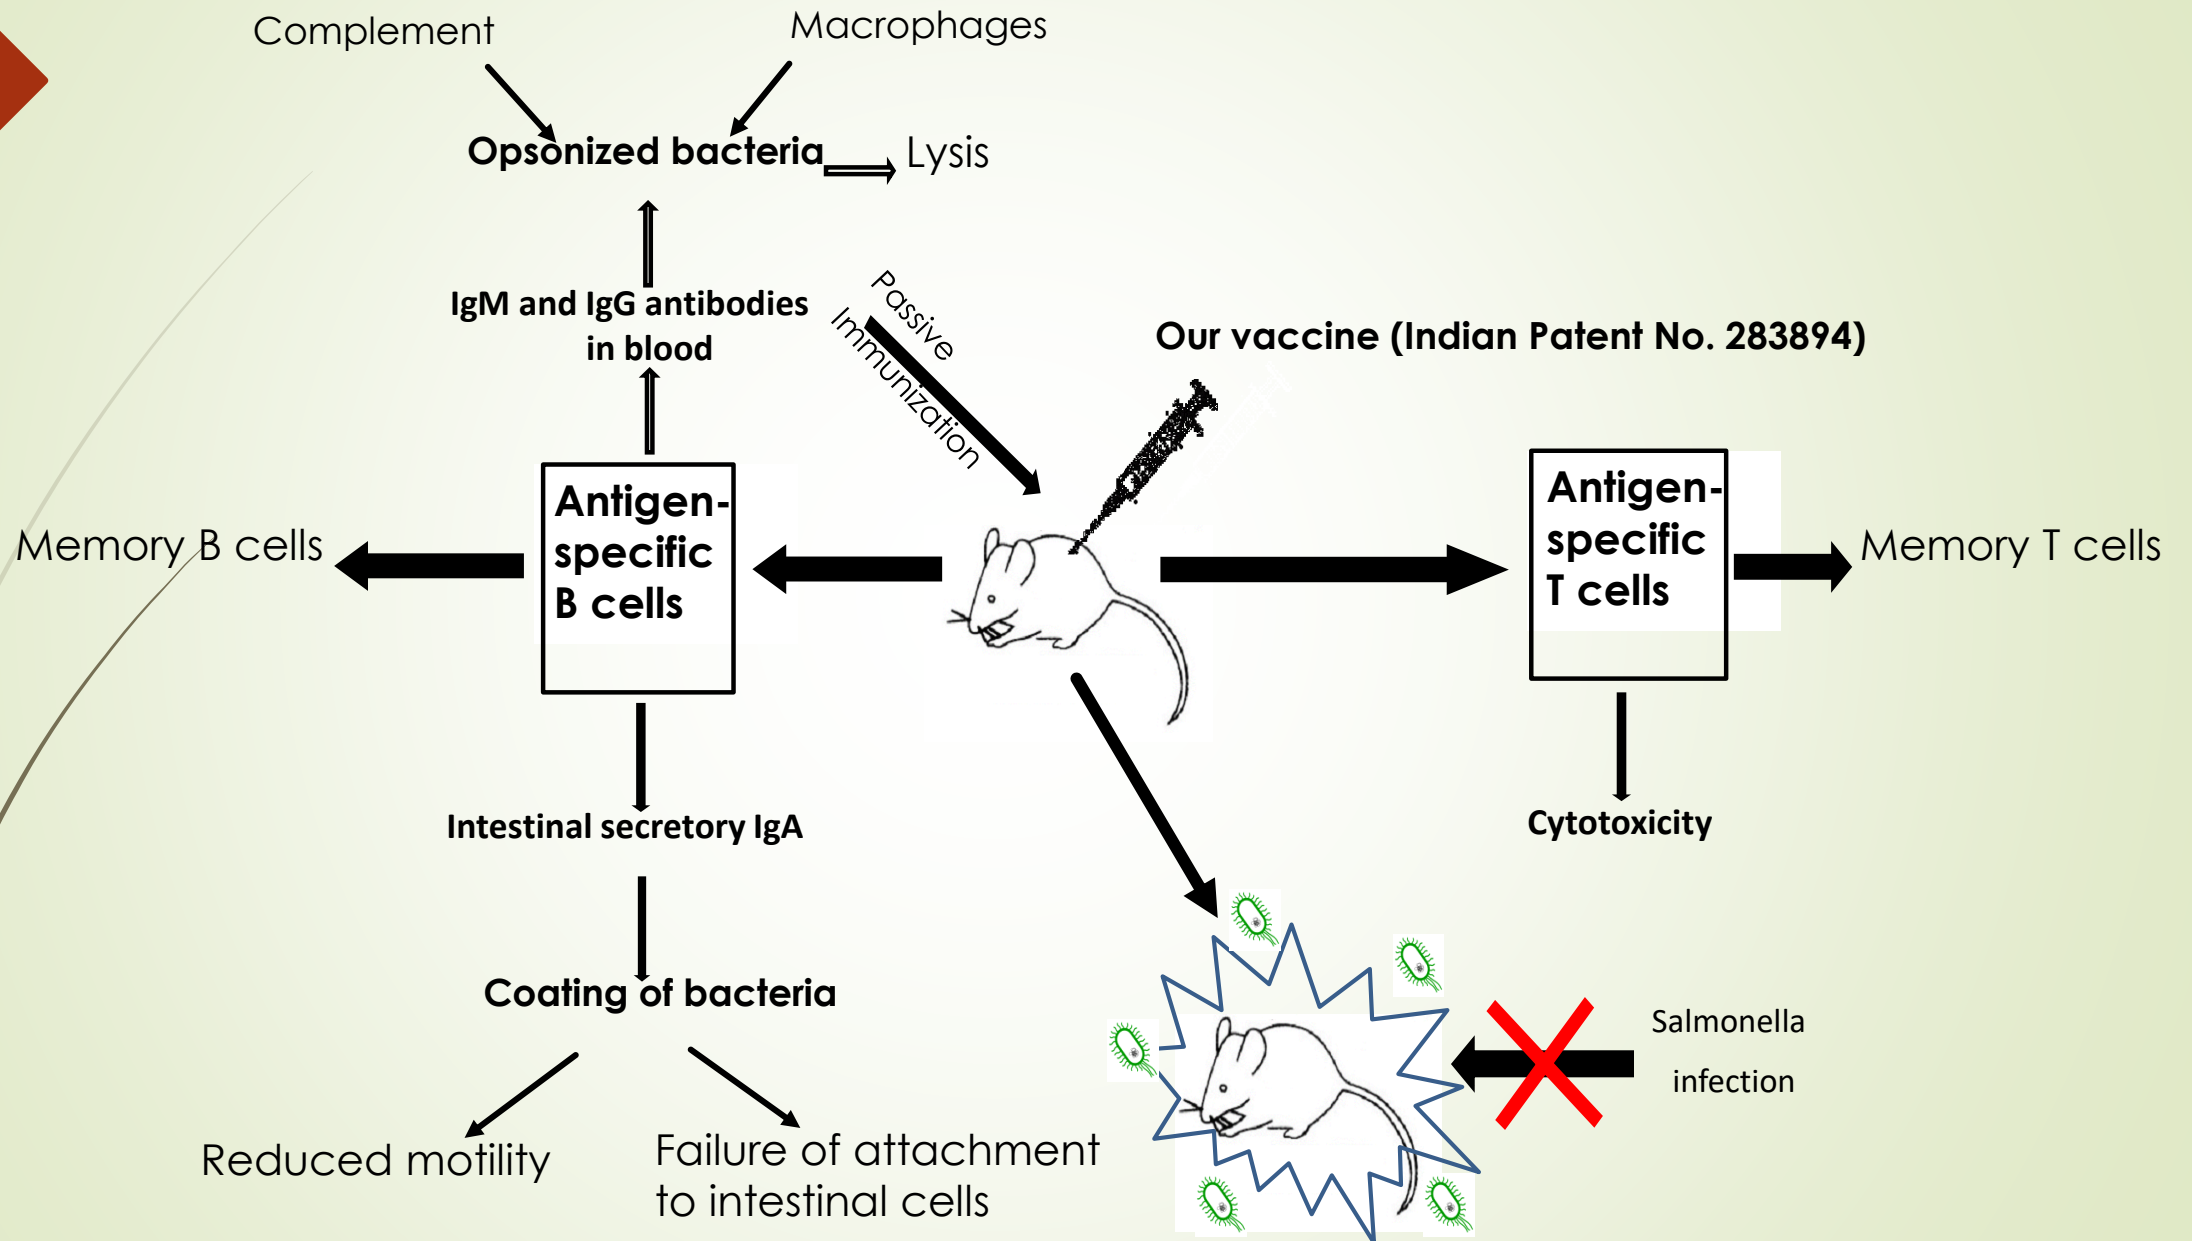 Complement
Macrophages
Opsonized bacteria
Lysis
IgM and IgG antibodies
in blood
Passive
Immunization
Our vaccine (Indian Patent No. 283894)
Memory B cells
Antigen-
specific
B cells
Antigen-
specific
T cells
Memory T cells
Intestinal secretory IgA
Cytotoxicity
Coating of bacteria
Salmonella
infection
Reduced motility
Failure of attachment
to intestinal cells